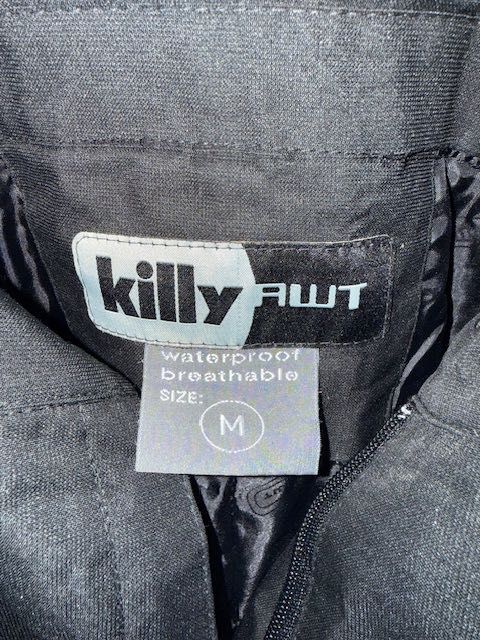 killy AWT
waterproof
breathable
SIZE:
M